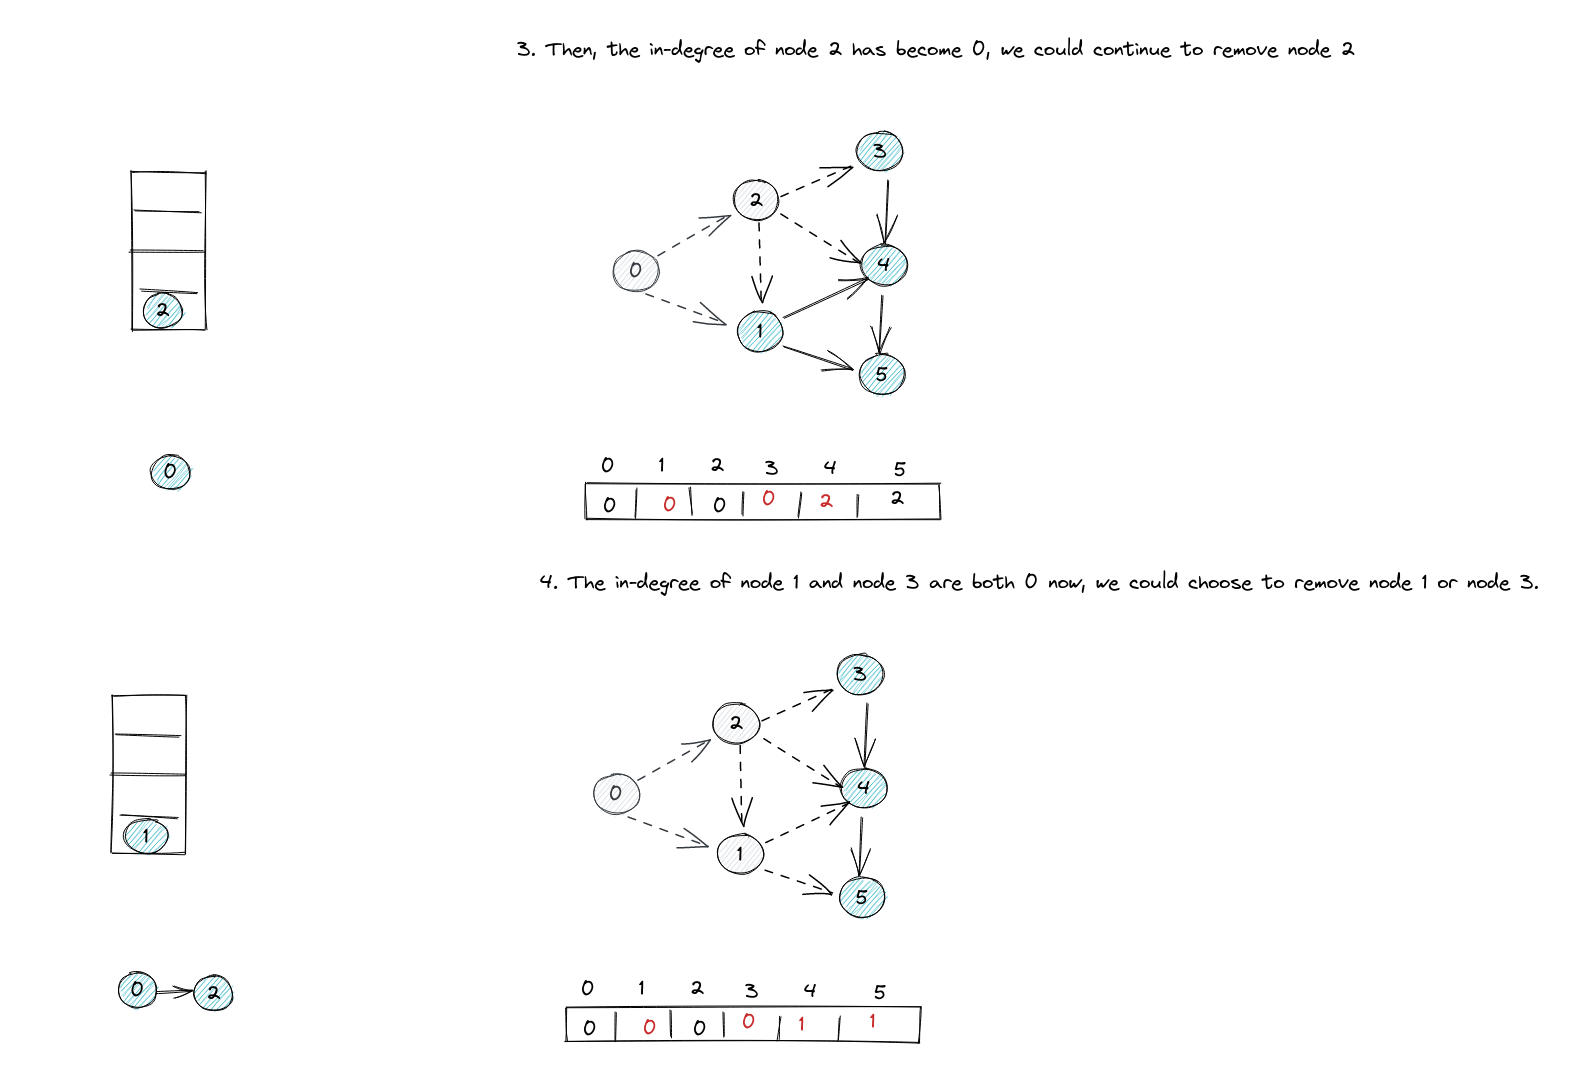 3. Then, the in-degree of node 2 has become 0, we could continue to remove node 2
3
2
0
4
2
1
5
0
0 1 2 3 4 5
0 0 0 0 2 2
4. The in-degree of node 1 and node 3 are both 0 now, we could choose to remove node 1 or node 3.
3
2
0
4
1
1
5
0 2
0 1 2 3 4 5
0 0 0 0 1 1